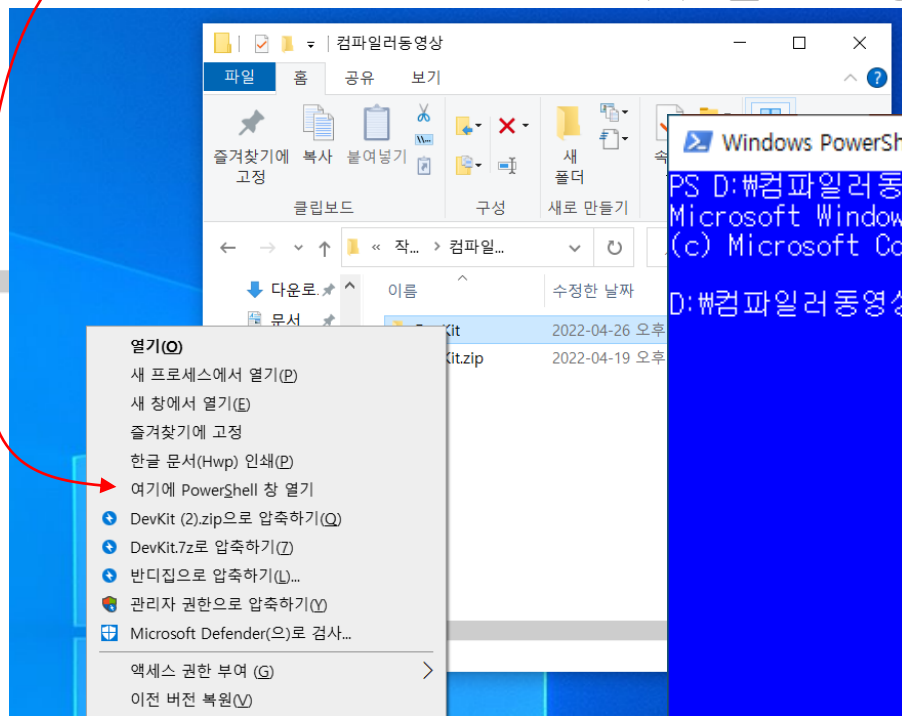 컴파일러동영상
파일 홈 공유 보기
즐겨찾기에 고정
복사
붙여넣기
새 폴더
클립보드 구성 새로 만들기
« 작... > 컴파일...
이름 수정한 날짜
다운로.
문서
Kit 2022-04-26 오후
Kit.zip 2022-04-19 오후
열기(O)
새 프로세스에서 열기(P)
새 창에서 열기(E)
즐겨찾기에 고정
한글 문서(Hwp) 인쇄(P)
여기에 PowerShell 창 열기
DevKit (2).zip으로 압축하기(Q)
DevKit.7z로 압축하기(7)
반디집으로 압축하기(L)...
관리자 권한으로 압축하기(Y)
Microsoft Defender(으)로 검사...
액세스 권한 부여 (G)
이전 버전 복원(V)
Windows PowerSh
PS D:₩컴파일러동
Microsoft Window
(c) Microsoft Co
D:₩컴파일러동영상